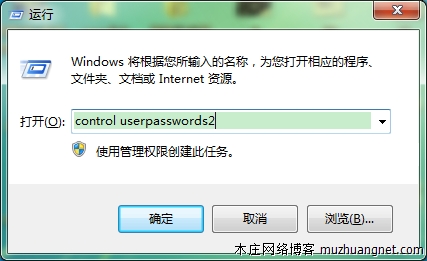 运行
Windows 将根据您所输入的名称，为您打开相应的程序、
文件夹、文档或 Internet 资源。
打开(O): control userpasswords2
使用管理权限创建此任务。
确定 取消 浏览(B)...
本庄网络博客 muzhuangnet.com